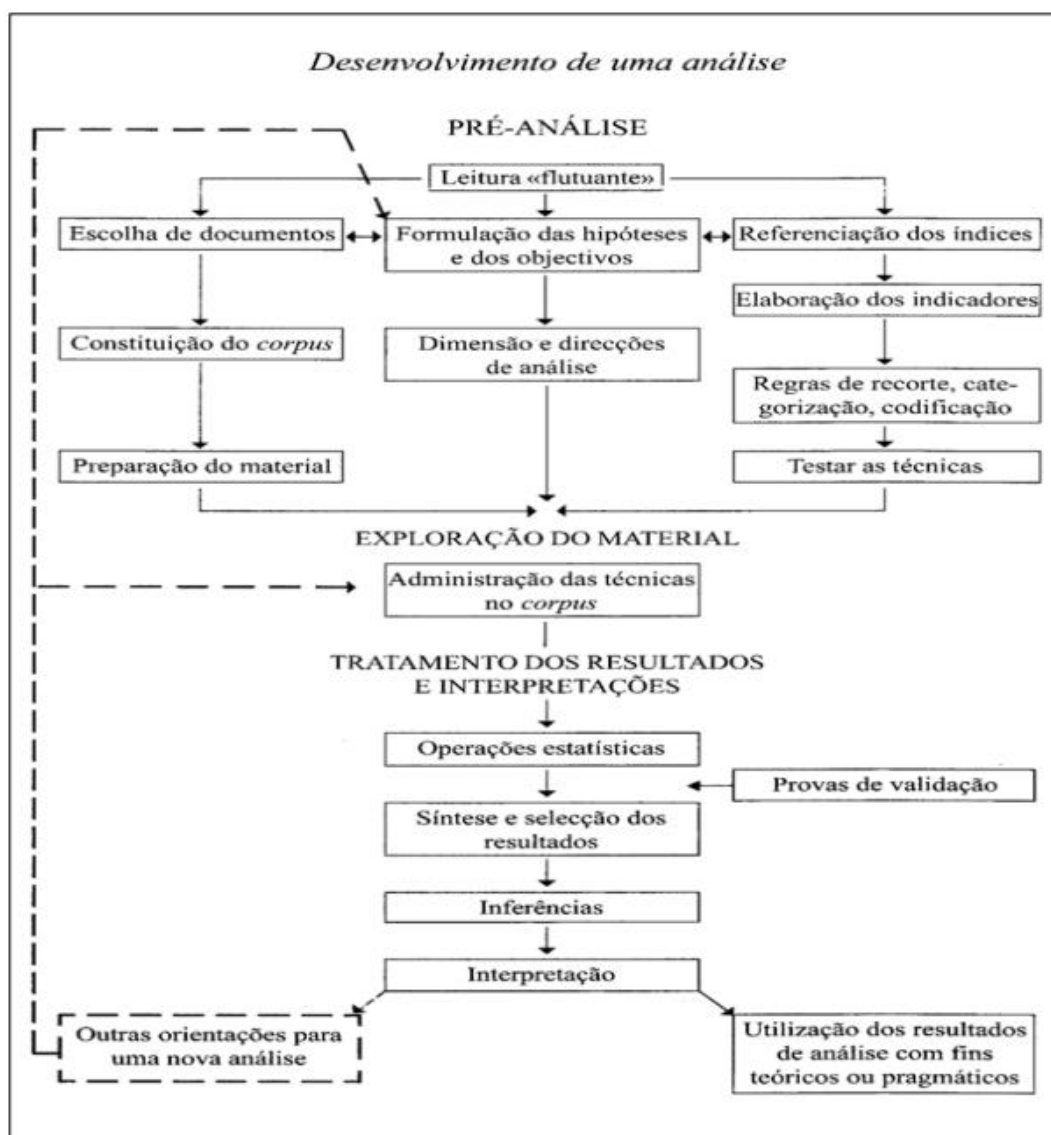 Desenvolvimento de uma análise
PRÉ-ANÁLISE
Leitura «flutuante»
Escolha de documentos
Formulação das hipóteses
e dos objectivos
Referenciação dos índices
Elaboração dos indicadores
Constituição do corpus
Dimensão e direcções
de análise
Regras de recorte, cate-
gorização, codificação
Preparação do material
Testar as técnicas
EXPLORAÇÃO DO MATERIAL
Administração das técnicas
no corpus
TRATAMENTO DOS RESULTADOS
E INTERPRETAÇÕES
Operações estatísticas
Provas de validação
Síntese e selecção dos
resultados
Inferências
Interpretação
Outras orientações para
uma nova análise
Utilização dos resultados
de análise com fins
teóricos ou pragmáticos